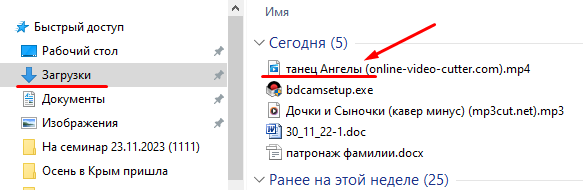 Быстрый доступ
Рабочий стол
Загрузки
Документы
Изображения
На семинар 23.11.2023 (1111)
Осень в Крым пришла
Имя
Сегодня (5)
танец Ангелы (online-video-cutter.com).mp4
bdcamsetup.exe
Дочки и Сыночки (кавер минус) (mp3cut.net).mp3
30_11_22-1.doc
патронаж фамилии.docx
Ранее на этой неделе (25)